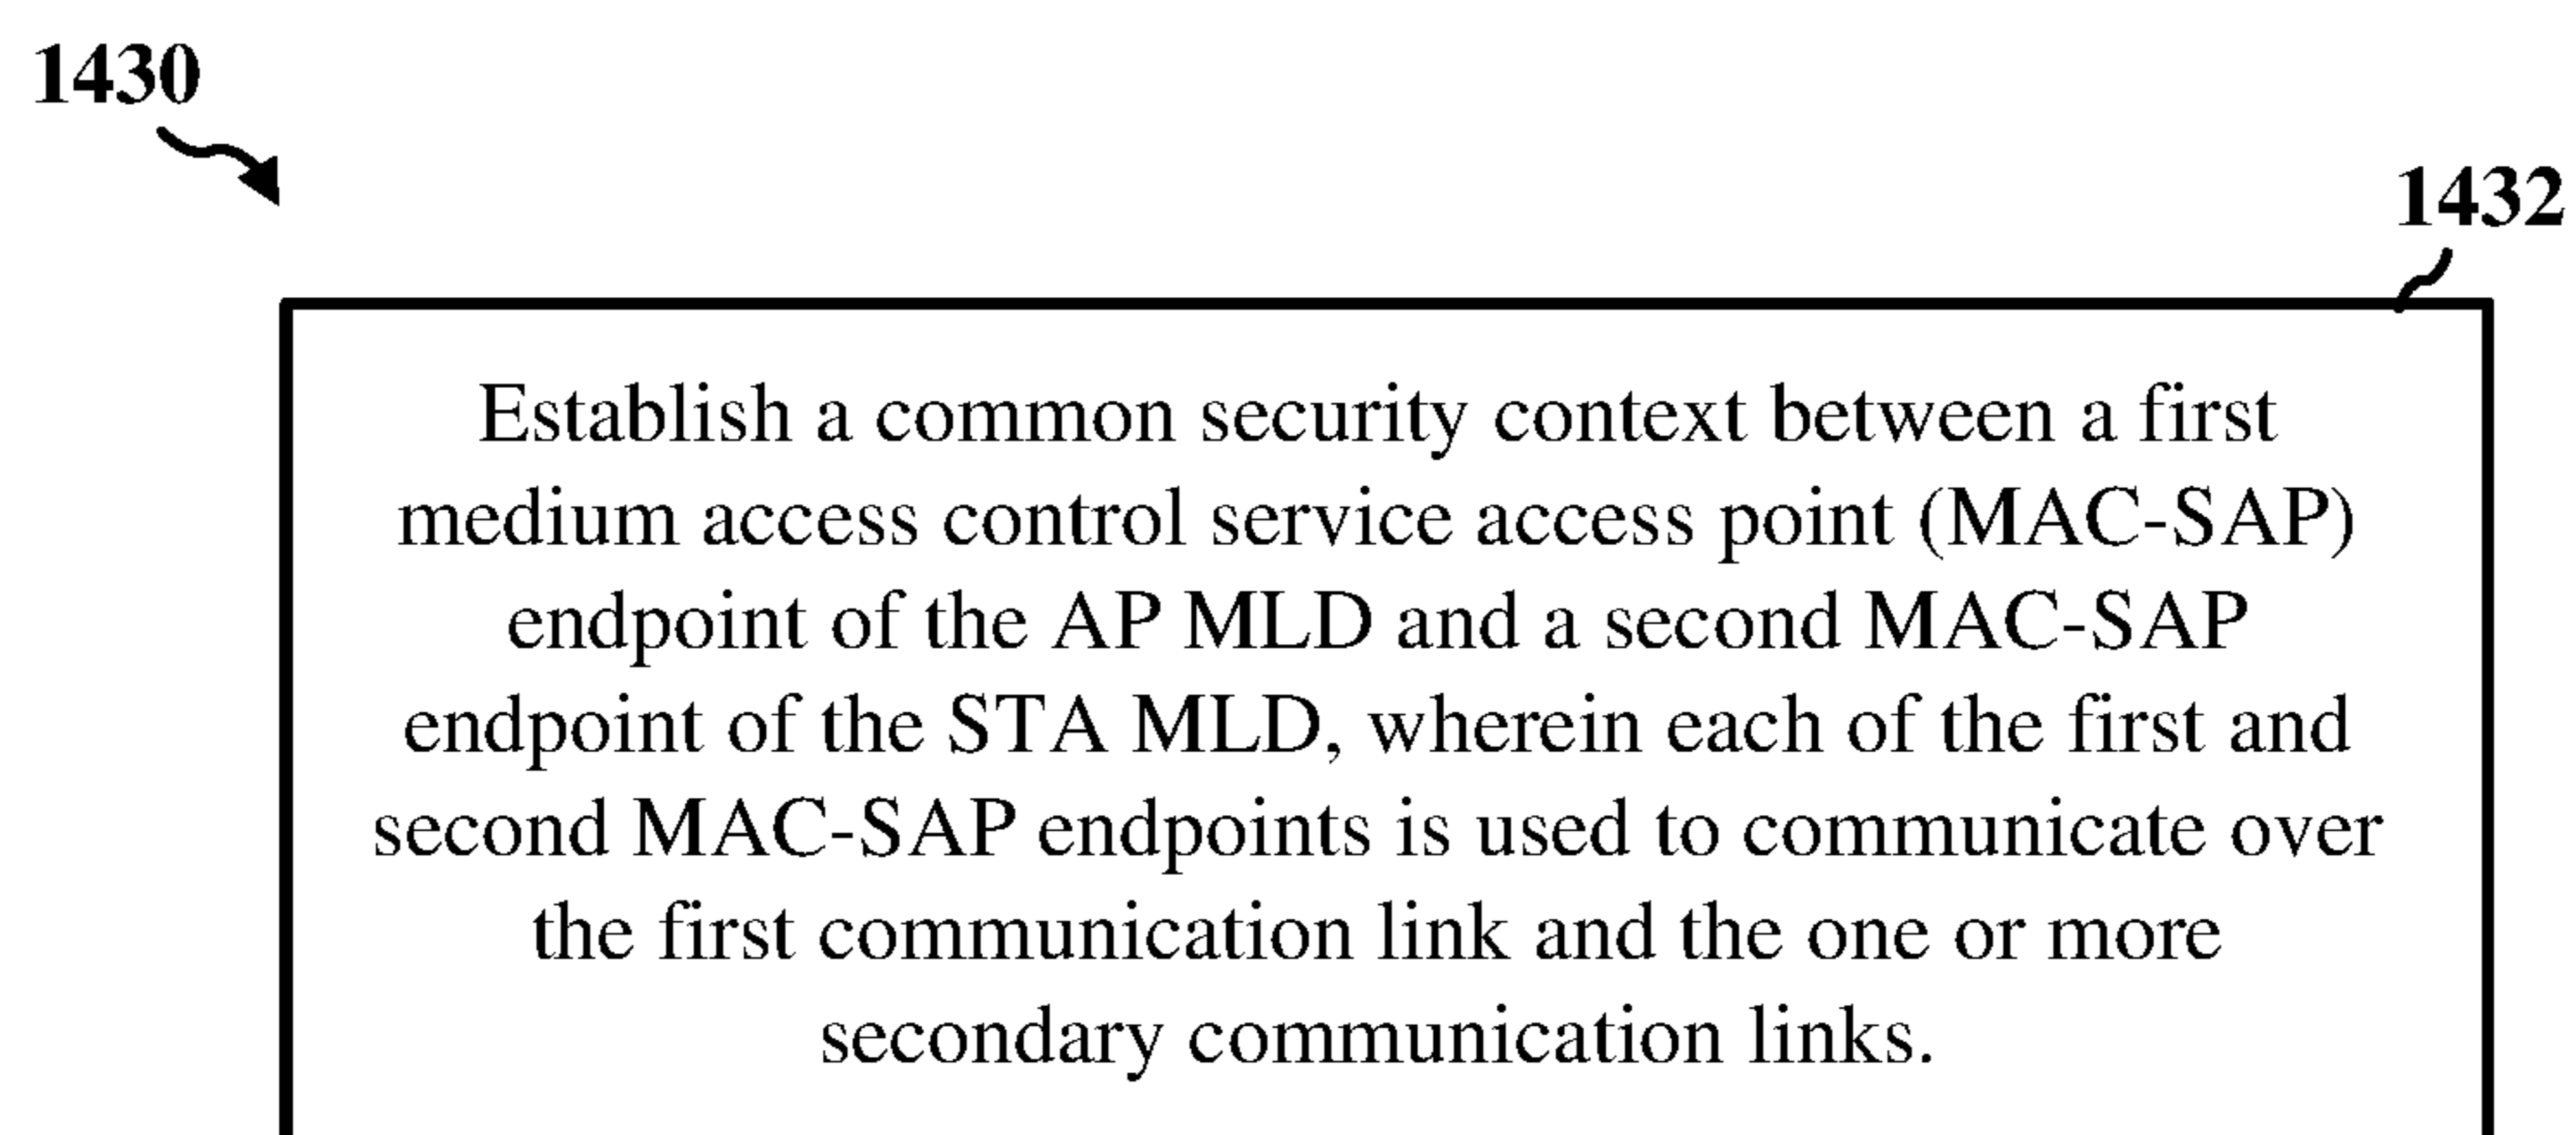 1430
1432
Establish a common security context between a first
medium access control service access point (MAC-SAP)
endpoint of the AP MLD and a second MAC-SAP
endpoint of the STA MLD, wherein each of the first and
second MAC-SAP endpoints is used to communicate over
the first communication link and the one or more
secondary communication links.